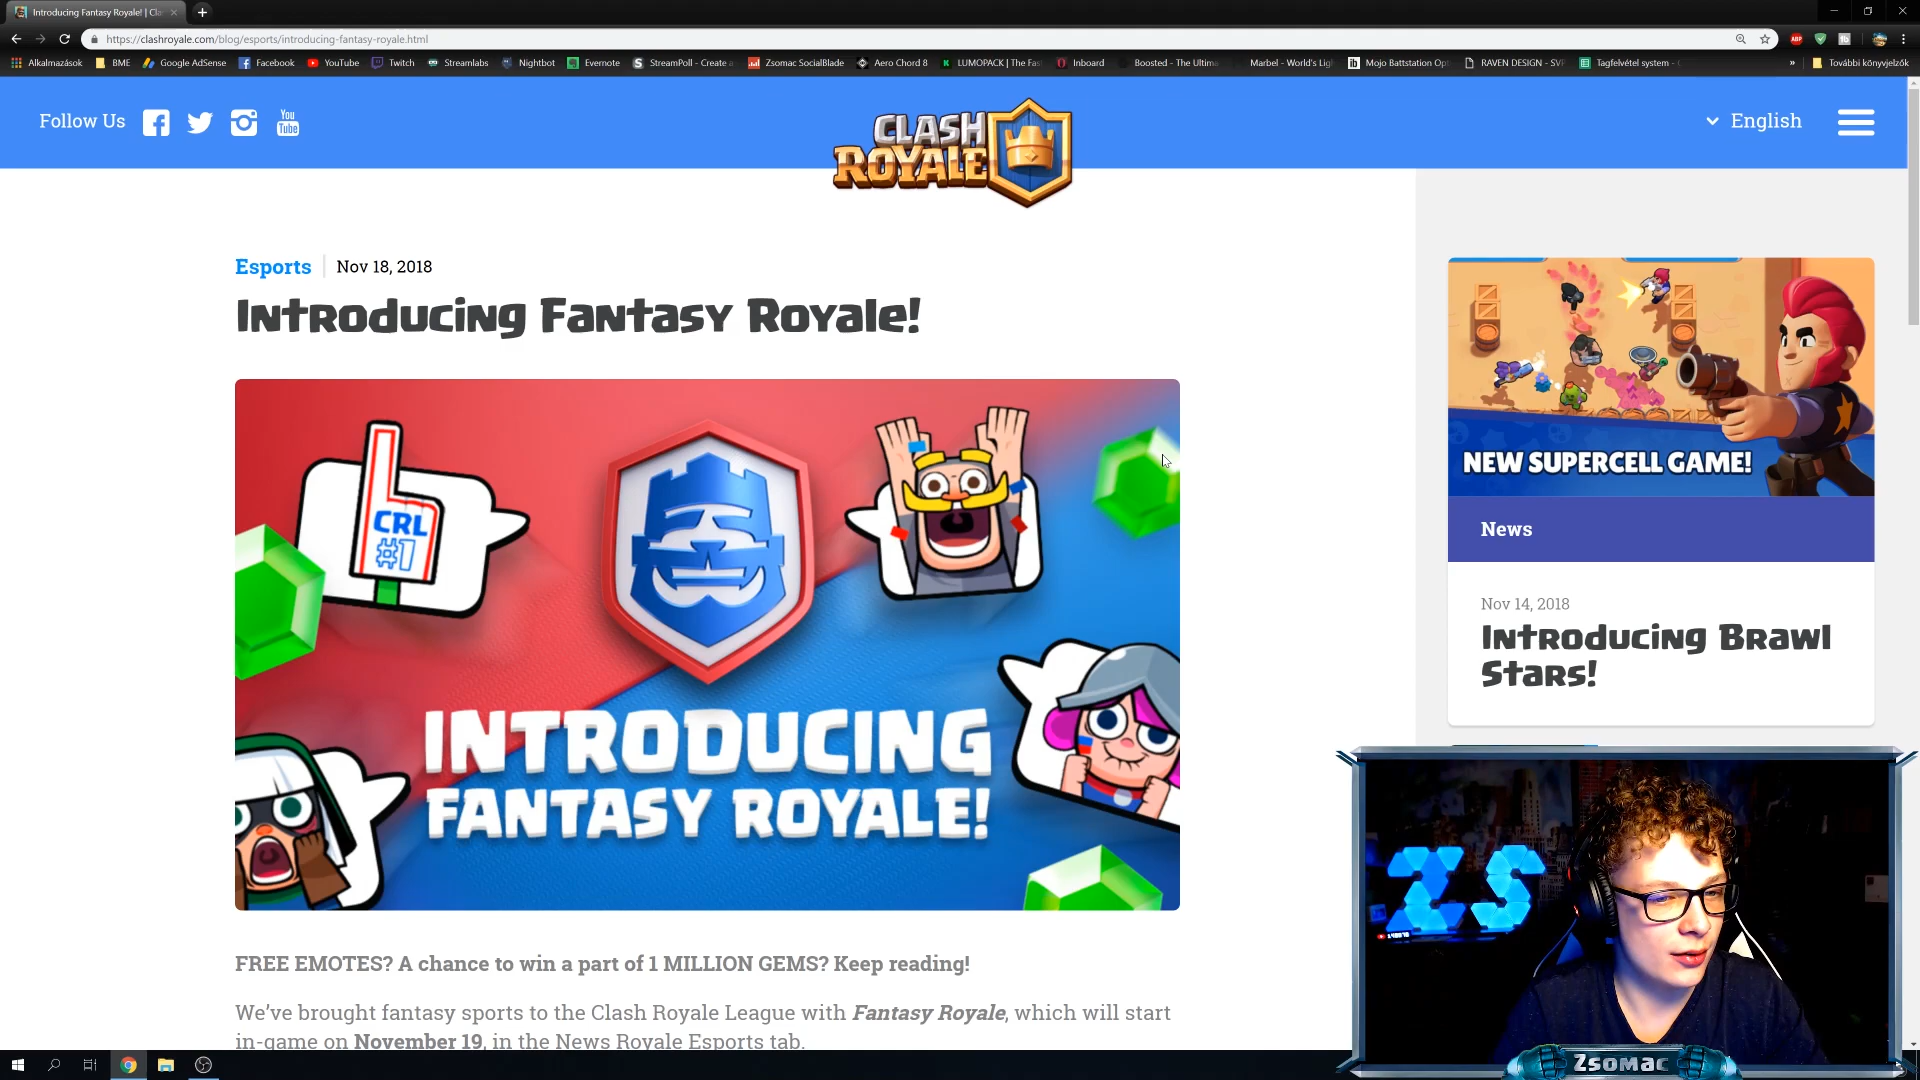 Introducing Fantasy Royale! | Cla
https://clashroyale.com/blog/esports/introducing-fantasy-royale.html
ABP
Alkalmazások
BME
Google AdSense
Facebook
YouTube
Twitch
Streamlabs
Nightbot
Evernote
StreamPoll - Create a
Zsomac SocialBlade
Aero Chord 8
LUMOPACK | The Fas
Inboard
Boosted - The Ultima
Marbel - World's Ligh
Mojo Battstation Opt
RAVEN DESIGN - SVP
Tagfelvétel system -
»
További könyvjelzők
Follow Us
You
Tube
CLASH
ROYALE
English
Esports
Nov 18, 2018
Introducing Fantasy Royale!
CRL
#1
INTRODUCING
FANTASY ROYALE!
FREE EMOTES? A chance to win a part of 1 MILLION GEMS? Keep reading!
We've brought fantasy sports to the Clash Royale League with Fantasy Royale, which will start
in-game on November 19, in the News Royale Esports tab.
NEW SUPERCELL GAME!
News
Nov 14, 2018
Introducing Brawl
Stars!
ZS
Zsomac